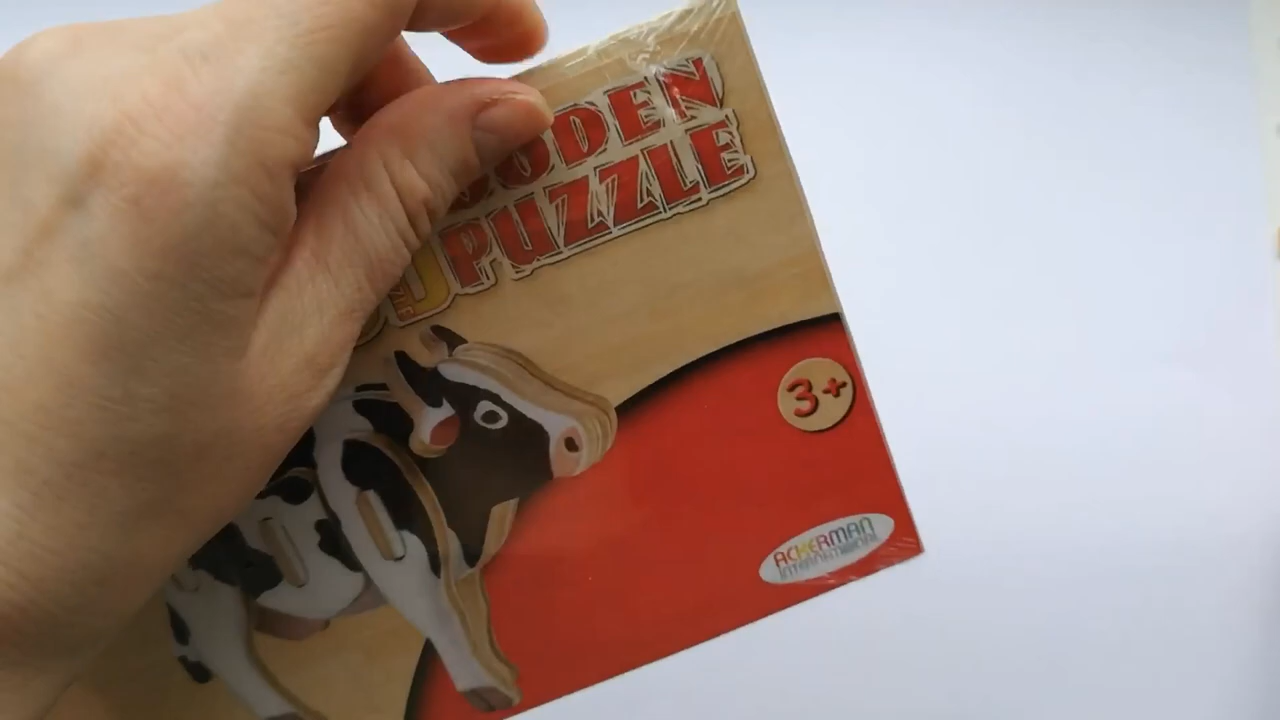 OODEN
D PUZZLE
3+
ACKERMAN
INTERNATIONAL